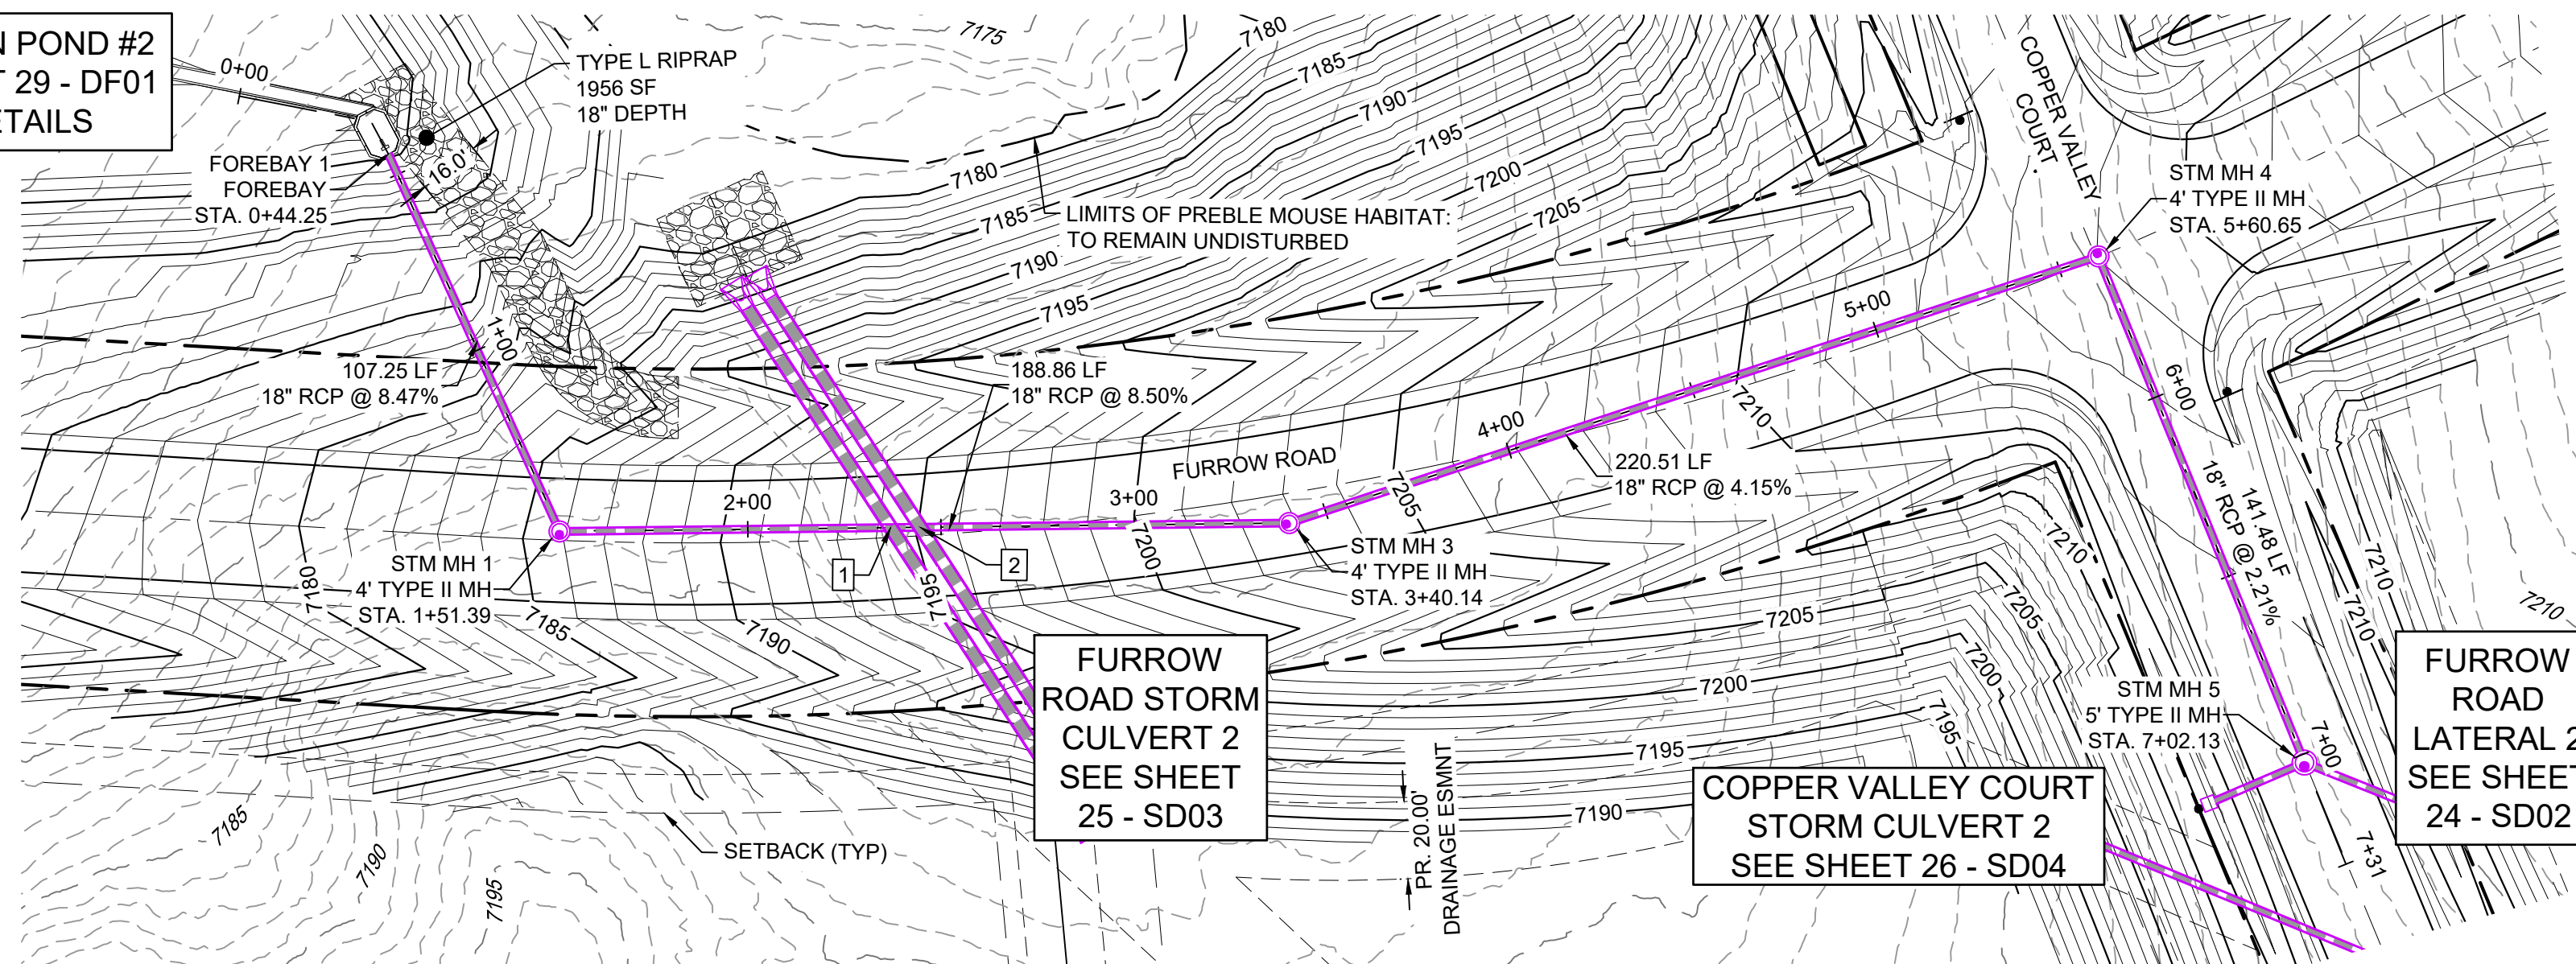 N POND #2
T 29 - DF01
ETAILS
0+00
TYPE L RIPRAP
1956 SF
18" DEPTH
7175
7180
7185
7190
7195
7200
7205
COPPER VALLEY
COURT
FOREBAY 1
FOREBAY
STA. 0+44.25
16.0'
7180
7185
7190
7195
LIMITS OF PREBLE MOUSE HABITAT:
TO REMAIN UNDISTURBED
STM MH 4
4' TYPE II MH
STA. 5+60.65
1+00
107.25 LF
18" RCP @ 8.47%
188.86 LF
18" RCP @ 8.50%
5+00
7210
6+00
4+00
FURROW ROAD
220.51 LF
18" RCP @ 4.15%
7205
2+00
3+00
7200
141.48 LF
18" RCP @ 2.21%
STM MH 1
4' TYPE II MH
STA. 1+51.39
1
2
STM MH 3
4' TYPE II MH
STA. 3+40.14
7180
7185
7190
7195
7210
7205
7200
7195
7210
7210
7210
7205
7200
7195
7190
FURROW
ROAD STORM
CULVERT 2
SEE SHEET
25 - SD03
STM MH 5
5' TYPE II MH
STA. 7+02.13
7+00
7+31
FURROW
ROAD
LATERAL 2
SEE SHEET
24 - SD02
COPPER VALLEY COURT
STORM CULVERT 2
SEE SHEET 26 - SD04
PR. 20.00'
DRAINAGE ESMNT
SETBACK (TYP)
7185
7190
7195